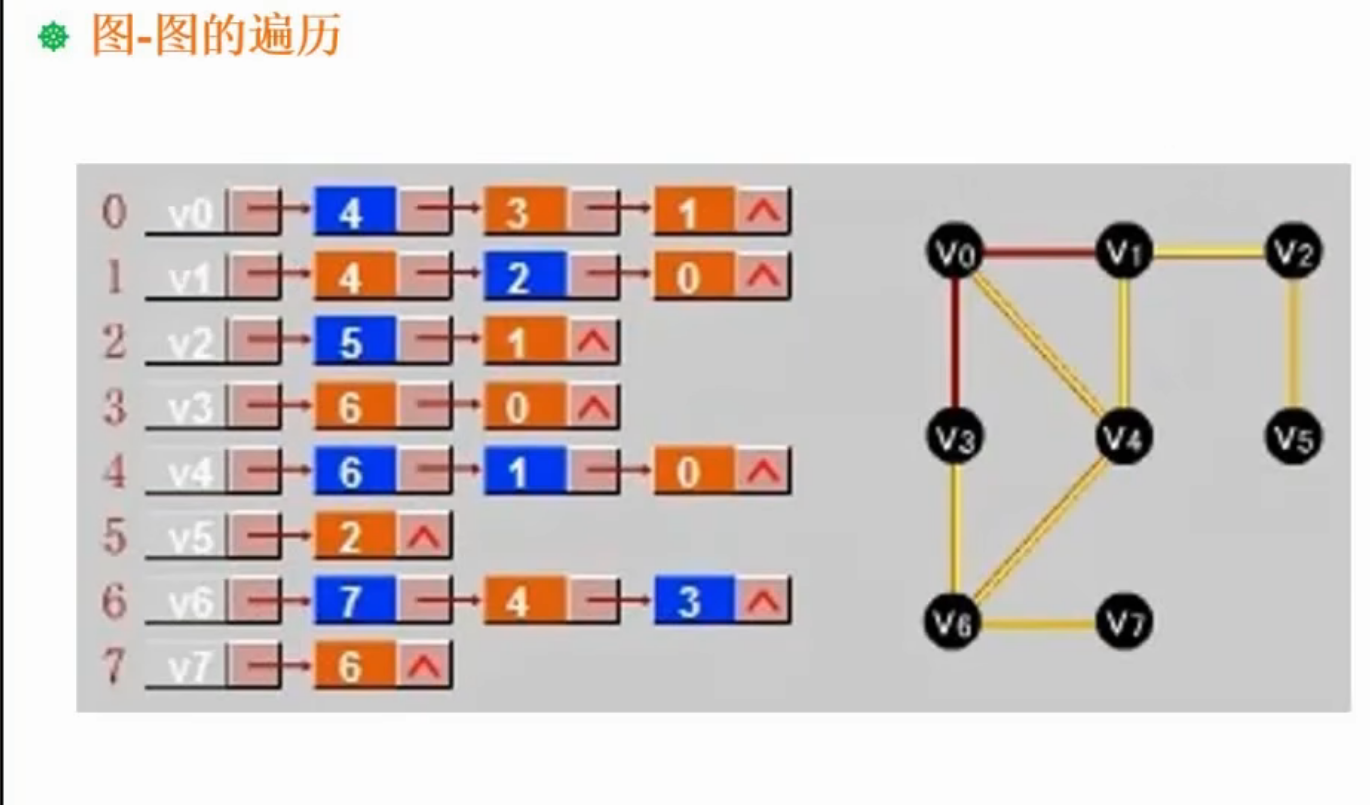 图-图的遍历
0 v0 4 3 1 ^
1 v1 4 2 0 ^
2 v2 5 1 ^
3 v3 6 0 ^
4 v4 6 1 0 ^
5 v5 2 ^
6 v6 7 4 3 ^
7 v7 6 ^
V0 V1 V2
V3 V4 V5
V6 V7